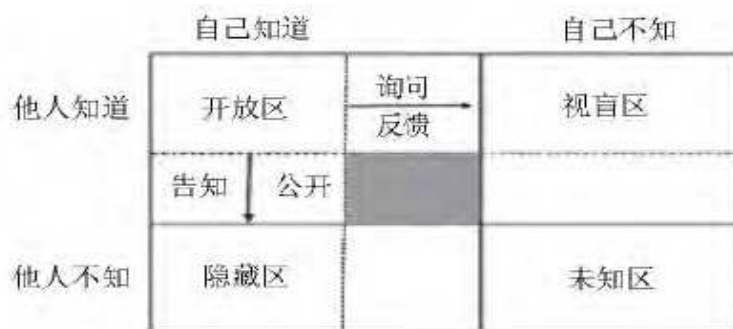 自己知道 自己不知
他人知道 开放区 询问 视盲区
反馈
告知 公开
他人不知 隐藏区 未知区